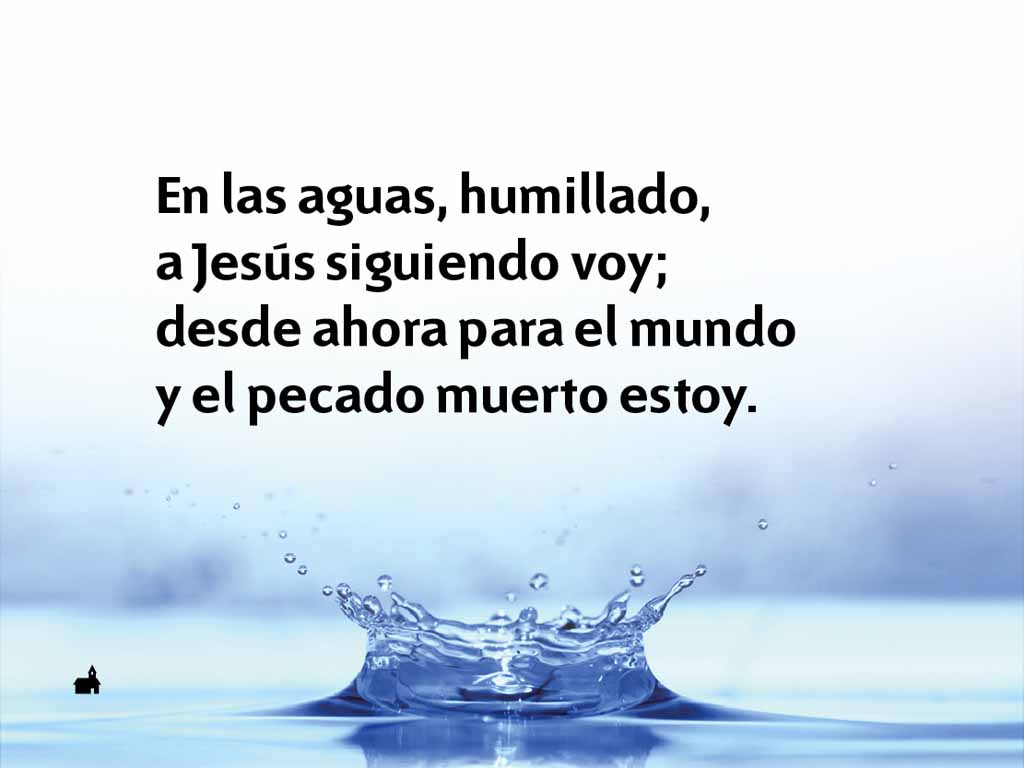 En las aguas, humillado,
a Jesús siguiendo voy;
desde ahora para el mundo
y el pecado muerto estoy.